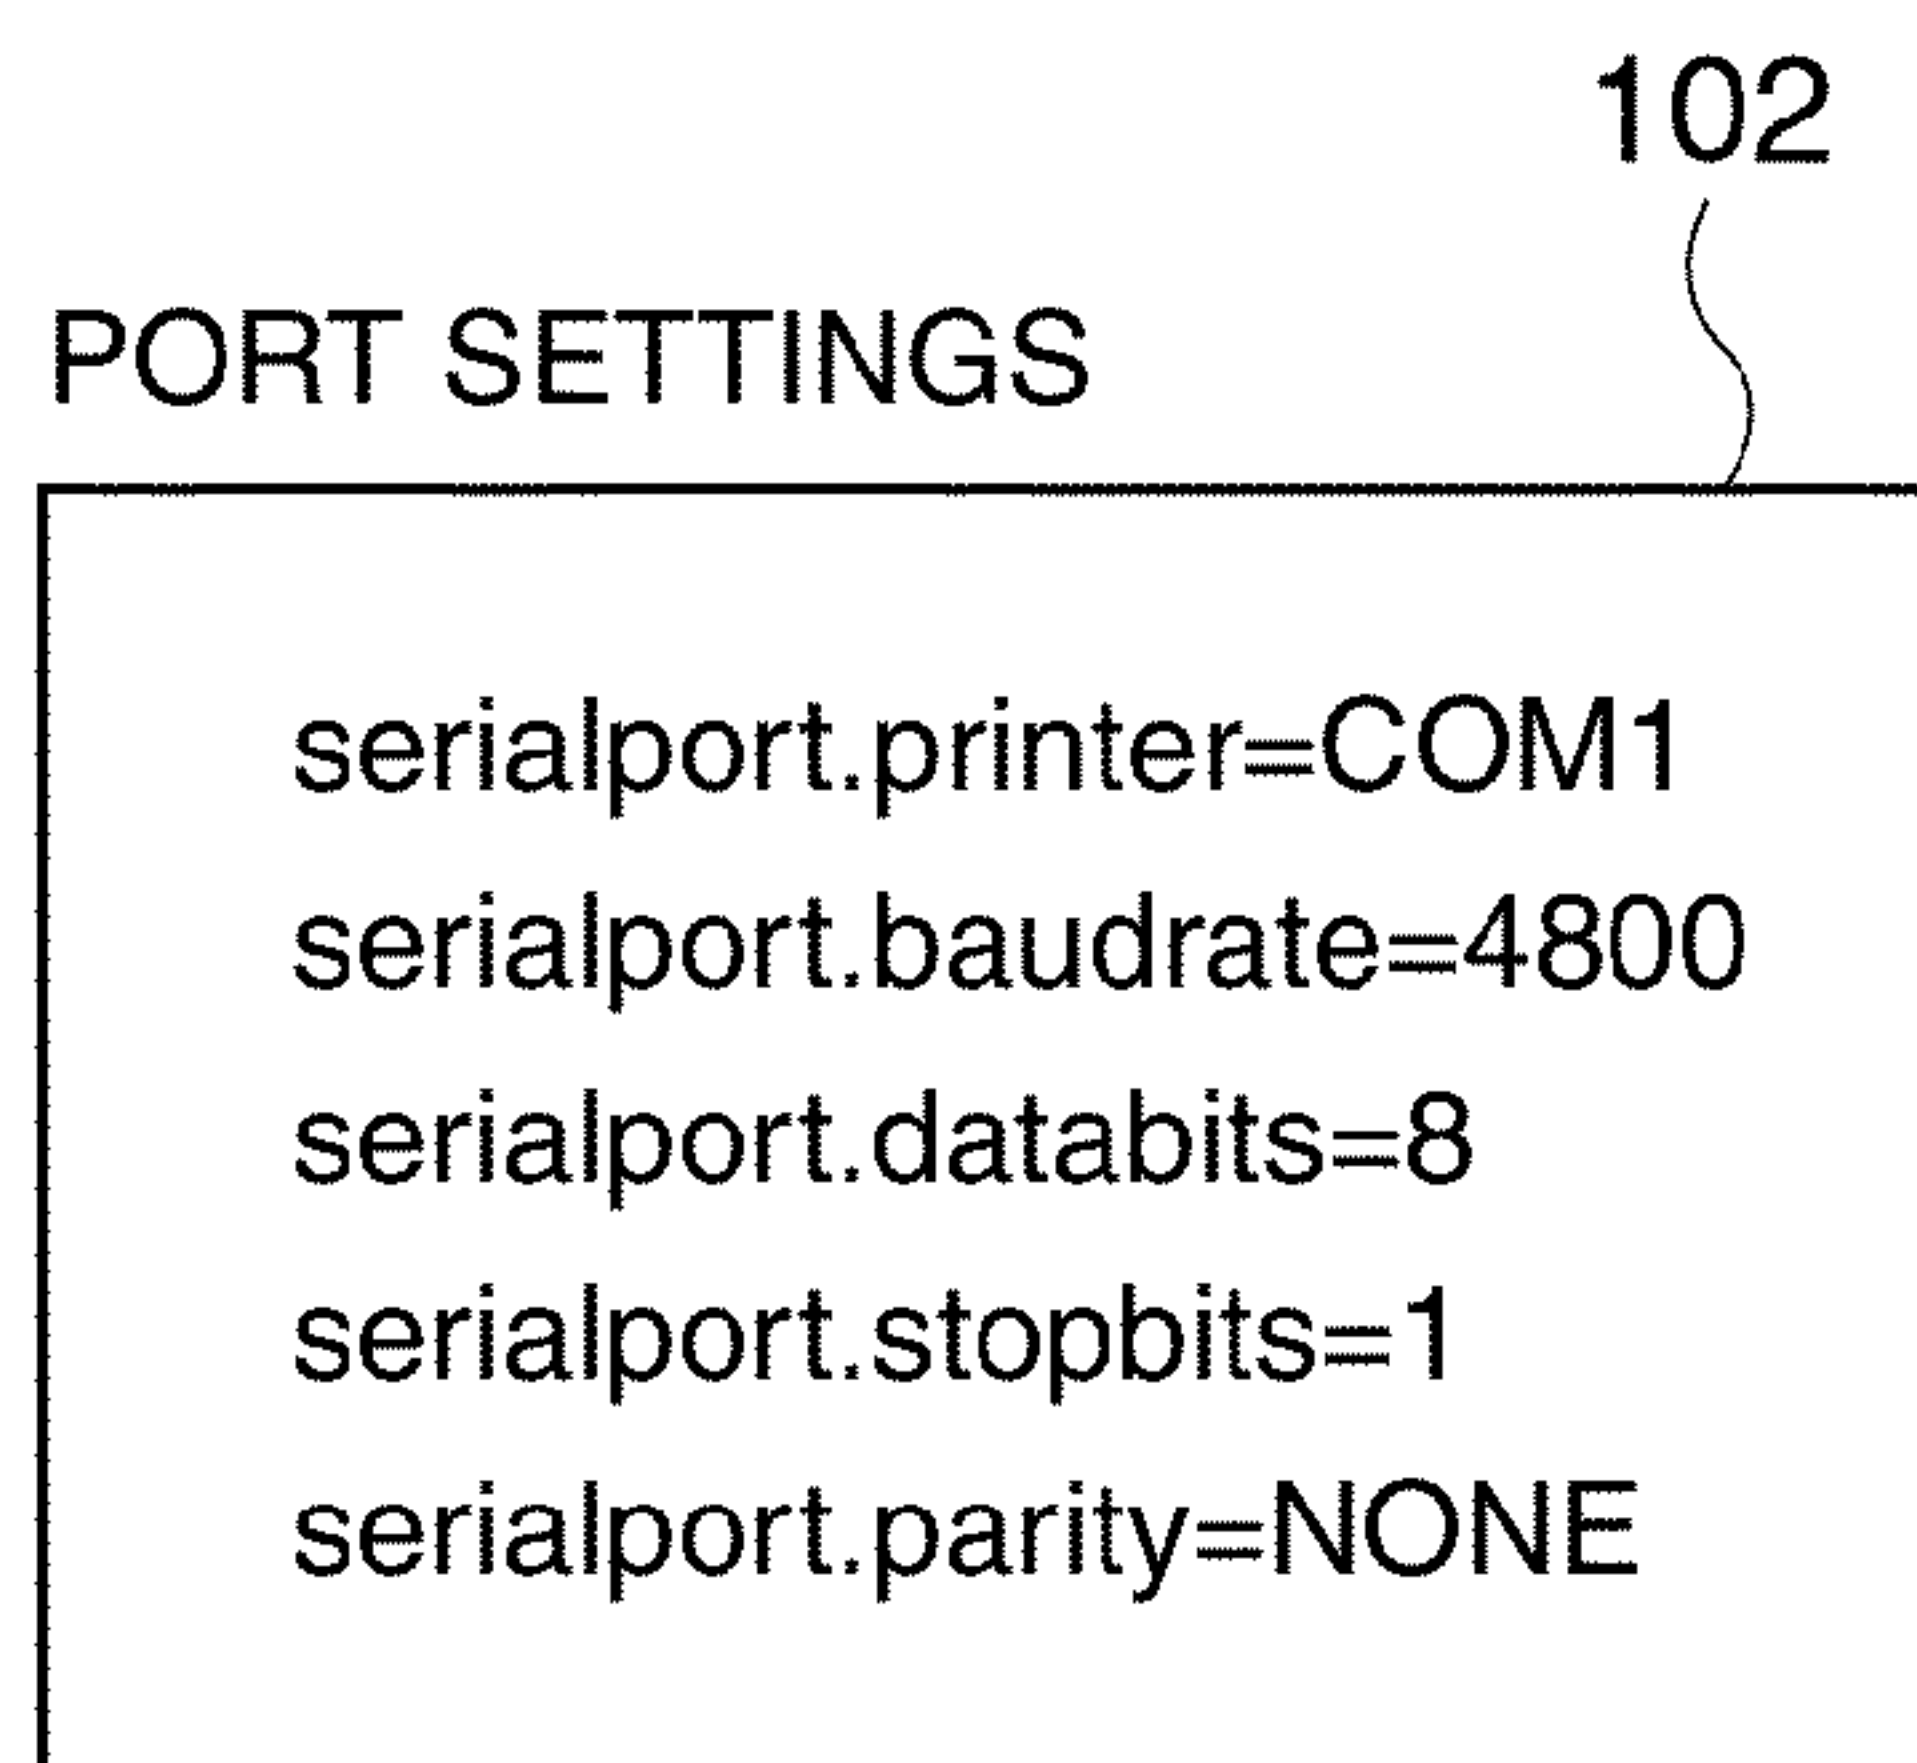 102
PORT SETTINGS
serialport.printer=COM1
serialport.baudrate=4800
serialport.databits=8
serialport.stopbits=1
serialport.parity=NONE